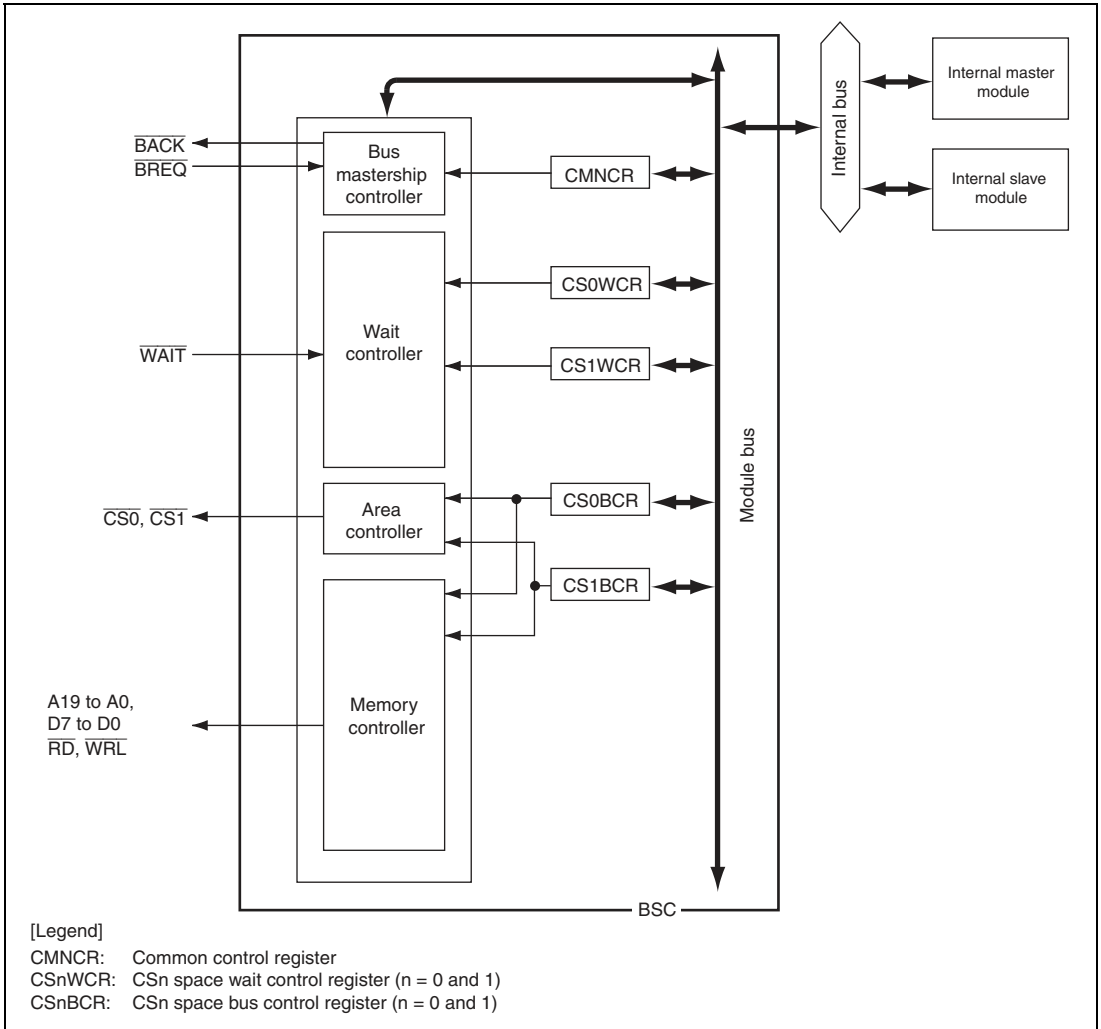 BACK
BREQ
Bus
mastership
controller
CMNCR
Internal bus
Internal master
module
Internal slave
module
WAIT
Wait
controller
CS0WCR
CS1WCR
Module bus
CS0, CS1
Area
controller
CS0BCR
CS1BCR
A19 to A0,
D7 to D0
RD, WRL
Memory
controller
BSC
[Legend]
CMNCR: Common control register
CSnWCR: CSn space wait control register (n = 0 and 1)
CSnBCR: CSn space bus control register (n = 0 and 1)